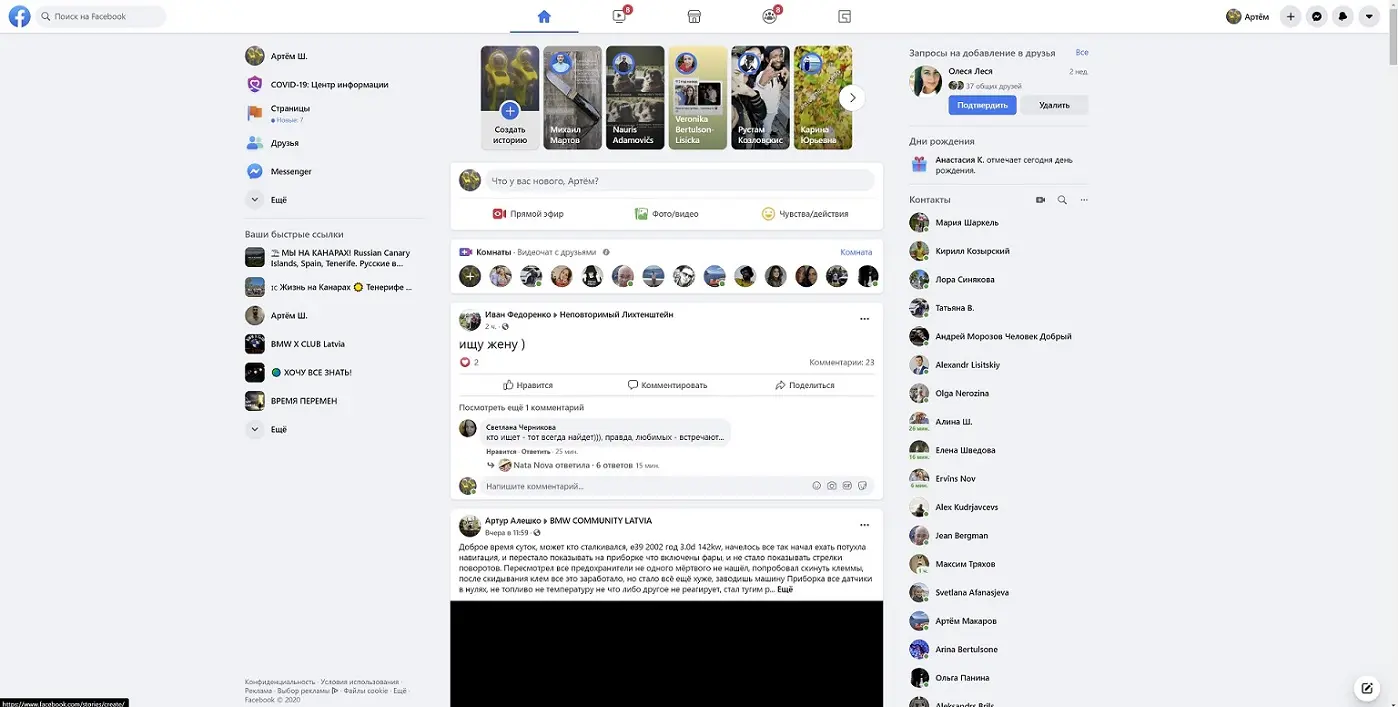 Поиск на Facebook
8
8
Артём
Артём Ш.
COVID-19: Центр информации
Страницы
Новые: 7
Друзья
Messenger
Ещё
Ваши быстрые ссылки
МЫ НА КАНАРАХ! Russian Canary
Islands, Spain, Tenerife. Русские в...
IC Жизнь на Канарах Тенерифе ...
Артём Ш.
BMW X CLUB Latvia
ХОЧУ ВСЕ ЗНАТЬ!
ВРЕМЯ ПЕРЕМЕН
Ещё
Конфиденциальность · Условия использования ·
Реклама · Выбор рекламы · Файлы cookie · Ещё ·
Facebook © 2020
https://www.facebook.com/stories/create/
Создать
историю
Михаил
Мартов
Nauris
Adamovičs
Veronika
Bertulson-
Lisicka
Рустам
Козловскис
Карина
Юрьевна
Что у вас нового, Артём?
Прямой эфир
Фото/видео
Чувства/действия
Комнаты · Видеочат с друзьями
Комната
Иван Федоренко ▸ Неповторимый Лихтенштейн
2 ч. ·
ищу жену )
2
Комментарии: 23
Нравится
Комментировать
Поделиться
Посмотреть ещё 1 комментарий
Светлана Черникова
кто ищет - тот всегда найдет))), правда, любимых - встречают...
Нравится · Ответить · 25 мин.
Nata Nova ответила · 6 ответов 15 мин.
Напишите комментарий...
GIF
Артур Алешко ▸ BMW COMMUNITY LATVIA
Вчера в 11:59 ·
Доброе время суток, может кто сталкивался, е39 2002 год 3.0d 142kw, начелось все так начал ехать потухла
навигация, и перестало показывать на приборке что включены фары, и не стало показывать стрелки
поворотов. Пересмотрел все предохранители не одного мёртвого не нашёл, попробовал скинуть клеммы,
после скидывания клем все это заработало, но стало всё ещё хуже, заводишь машину Приборка все датчики
в нулях, не топливо не температуру не что либо другое не реагирует, стал тугим р... Ещё
Запросы на добавление в друзья
Все
Олеся Леся
2 нед.
37 общих друзей
Подтвердить
Удалить
Дни рождения
Анастасия К. отмечает сегодня день
рождения.
Контакты
Мария Шаркель
Кирилл Козырский
Лора Синякова
Татьяна В.
Андрей Морозов Человек Добрый
Alexandr Lisitskiy
Olga Nerozina
Алина Ш.
26 мин.
Елена Шведова
16 мин.
Ervīns Nov
6 мин.
Alex Kudrjavcevs
Jean Bergman
Максим Тряхов
1 ч.
Svetlana Afanasjeva
Артём Макаров
Arina Bertulsone
Ольга Панина
Aleksandrs Brils